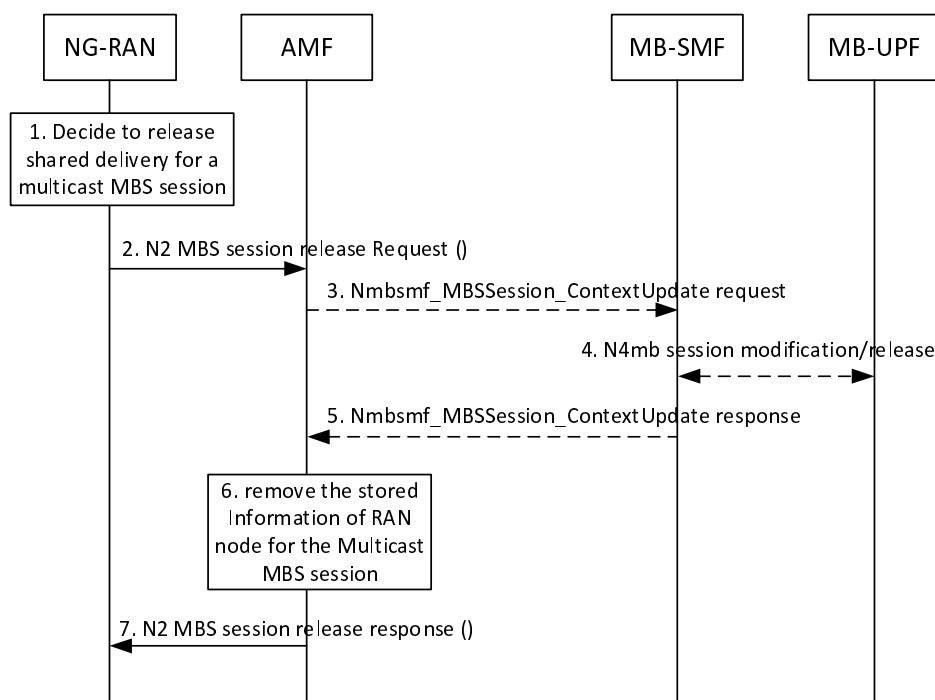 NG-RAN
AMF
MB-SMF
MB-UPF
1. Decide to release
shared delivery for a
multicast MBS session
2. N2 MBS session release Request ()
3. Nmbsmf_MBSSession_ContextUpdate request
4. N4mb session modification/release
5. Nmbsmf_MBSSession_ContextUpdate response
6. remove the stored
Information of RAN
node for the Multicast
MBS session
7. N2 MBS session release response ()